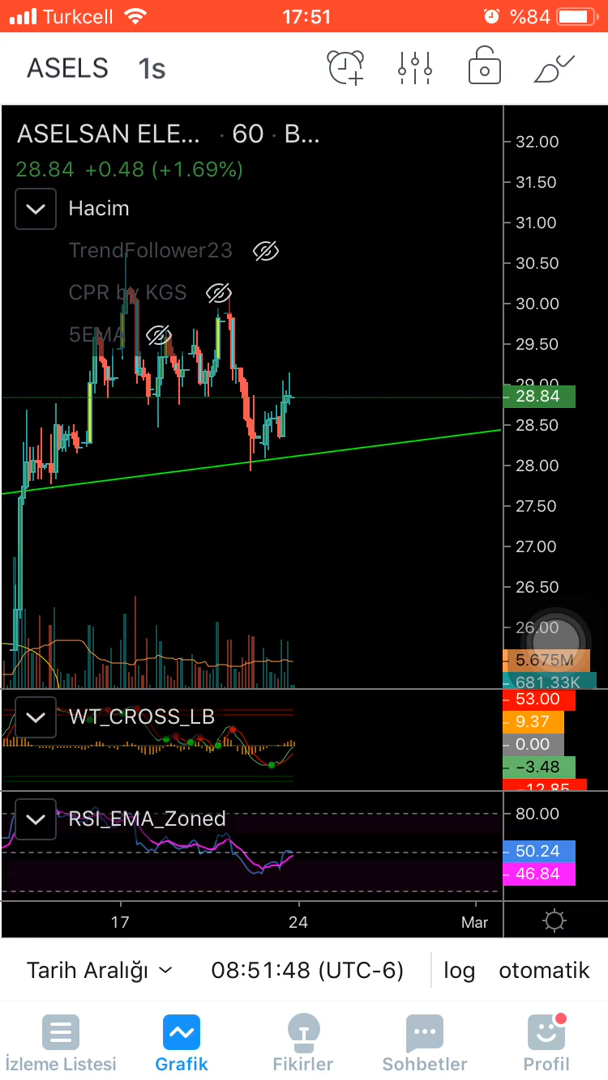 Turkcell 17:51 %84
ASELS 1s
ASELSAN ELE... · 60 · B...
28.84 +0.48 (+1.69%)
Hacim
TrendFollower23
CPR by KGS
5EMA
32.00
31.50
31.00
30.50
30.00
29.50
29.00
28.84
28.50
28.00
27.50
27.00
26.50
26.00
5.675M
681.33K
WT_CROSS_LB
53.00
9.37
0.00
−3.48
−12.85
RSI_EMA_Zoned
80.00
50.24
46.84
17 24 Mar
Tarih Aralığı 08:51:48 (UTC-6) log otomatik
İzleme Listesi Grafik Fikirler Sohbetler Profil